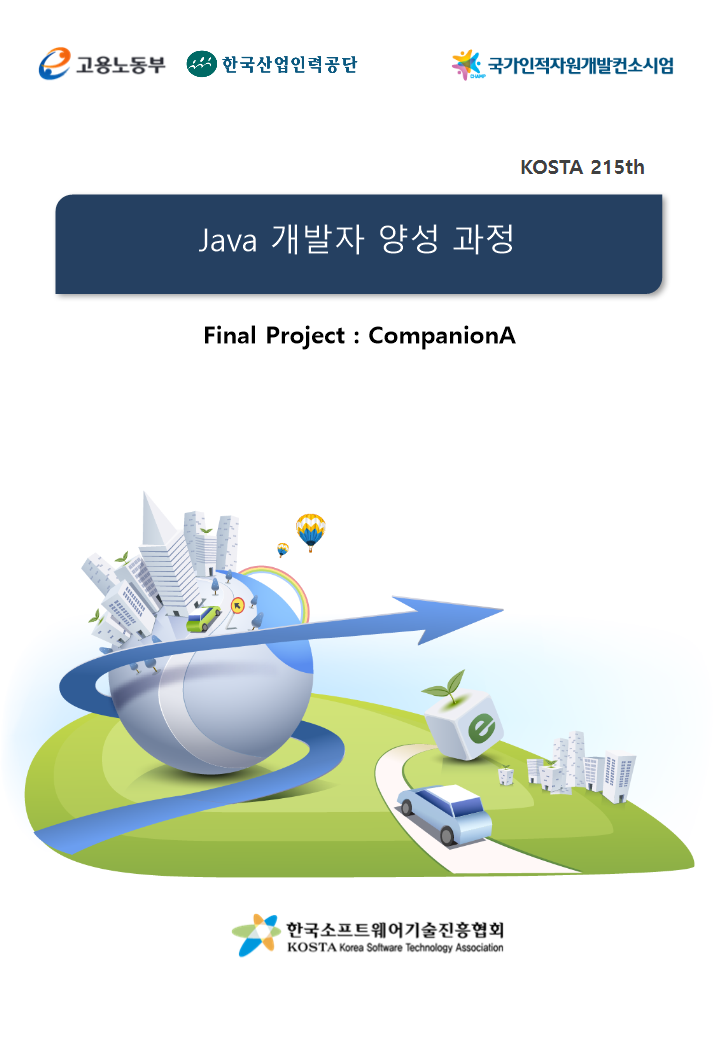 고용노동부 한국산업인력공단 CHAMP 국가인적자원개발컨소시엄
KOSTA 215th
Java 개발자 양성 과정
Final Project : CompanionA
e
한국소프트웨어기술진흥협회
KOSTA Korea Software Technology Association